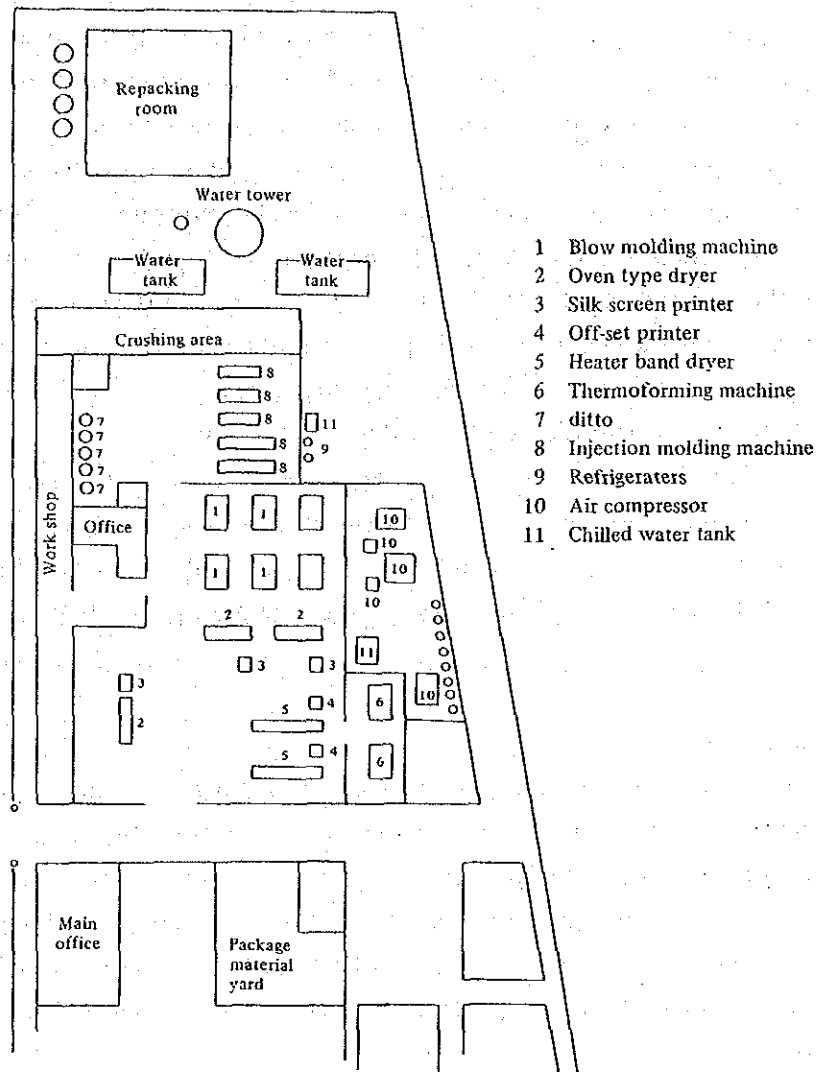 Repacking
room
Water tower
Water
tank
Water
tank
Crushing area
8
8
8
8
8
11
9
7
7
7
7
7
Work shop
Office
1
1
1
1
10
10
10
10
11
10
2
2
3
3
3
2
4
5
4
5
6
6
Main
office
Package
material
yard
1 Blow molding machine
2 Oven type dryer
3 Silk screen printer
4 Off-set printer
5 Heater band dryer
6 Thermoforming machine
7 ditto
8 Injection molding machine
9 Refrigeraters
10 Air compressor
11 Chilled water tank